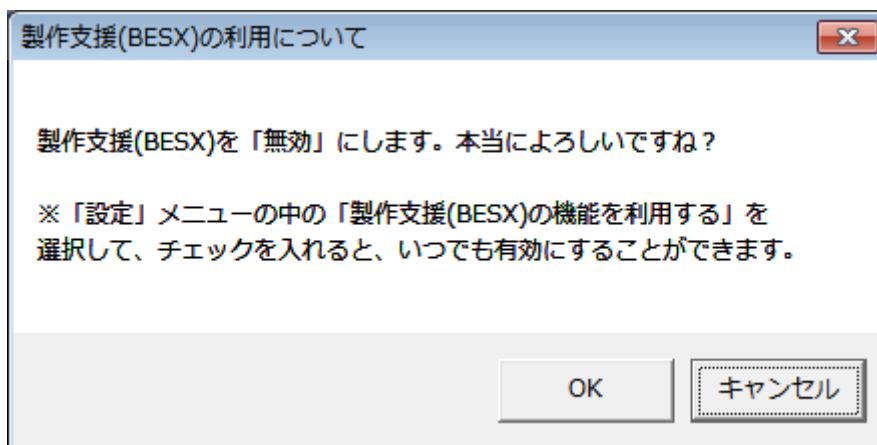 製作支援(BESX)の利用について
製作支援(BESX)を「無効」にします。本当によろしいですね？
※「設定」メニューの中の「製作支援(BESX)の機能を利用する」を
選択して、チェックを入れると、いつでも有効にすることができます。
OK
キャンセル